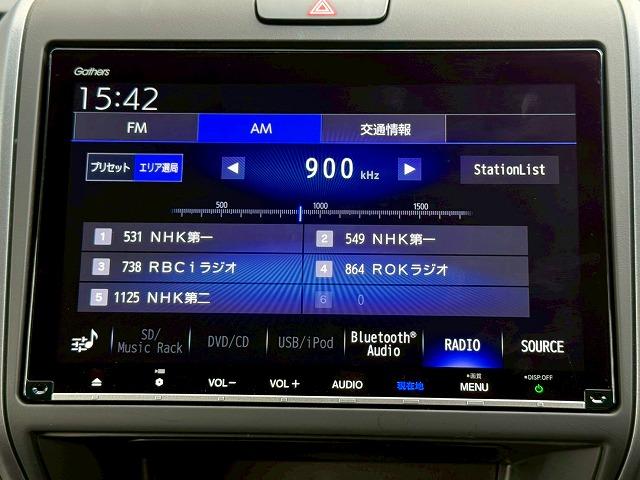 Gathers
15:42
FM AM 交通情報
プリセット エリア選局 ◀ 900 kHz ▶ StationList
500 1000 1500
1 531 NHK第一 2 549 NHK第一
3 738 RBCiラジオ 4 864 ROKラジオ
5 1125 NHK第二 6 0
SD/
Music Rack DVD/CD USB/iPod Bluetooth®
Audio RADIO SOURCE
●画質 ●DISP.OFF
VOL− VOL+ AUDIO 現在地 MENU